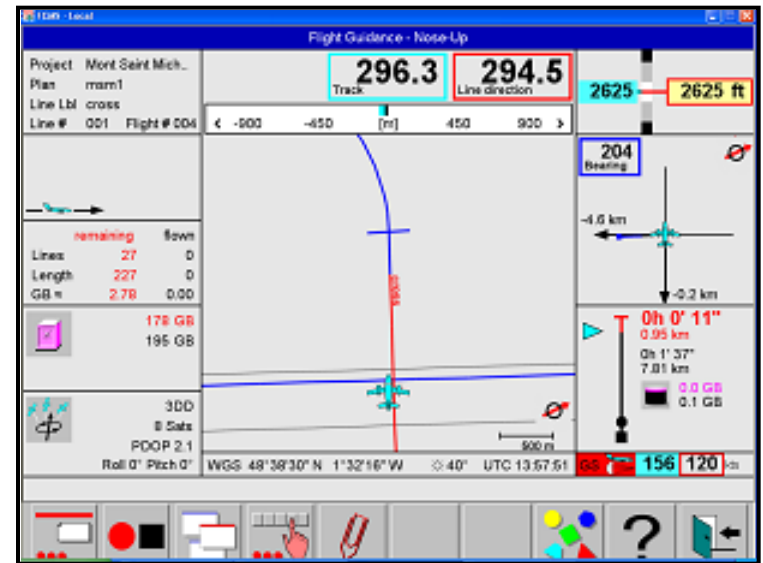 Local
Flight Guidance - Nose-Up
Project Mont Saint Mich..
Plan msm1
Line Lbl cross
Line # 001 Flight # 004
296.3
Track
294.5
Line direction
< -900 -450 [m] 450 900 >
2625 2625 ft
204
Bearing
-4.6 km
-0.2 km
remaining flown
Lines 27 0
Length 227 0
GB = 2.78 0.00
178 GB
195 GB
3DD
8 Sats
PDOP 2.1
Roll 0° Pitch 0°
500 m
WGS 48°38'30" N 1°32'16" W 40° UTC 13:57:51
0h 0' 11"
0.95 km
0h 1' 37"
7.81 km
0.0 GB
0.1 GB
GS 156 120 kn
?